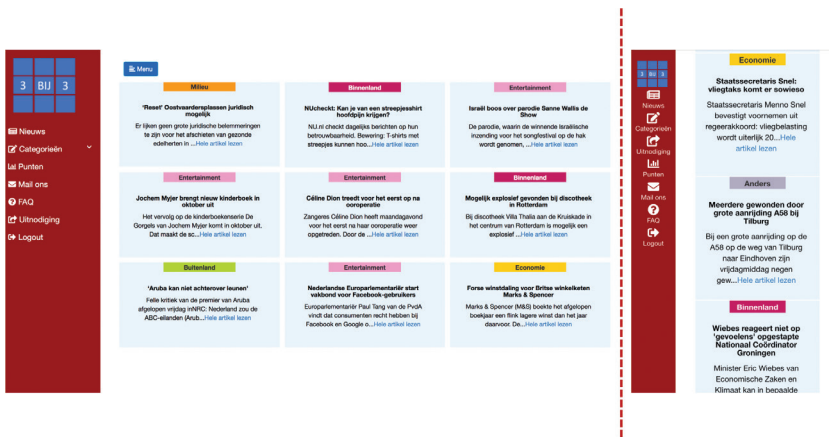 3 BIJ 3
Nieuws
Categorieën
Punten
Mail ons
FAQ
Uitnodiging
Logout
Menu
Milieu
'Reset' Oostvaardersplassen juridisch
mogelijk
Er lijken geen grote juridische belemmeringen
te zijn voor het afschieten van gezonde
edelherten in ...Hele artikel lezen
Binnenland
NUcheckt: Kan je van een streepjesshirt
hoofdpijn krijgen?
NU.nl checkt dagelijks berichten op hun
betrouwbaarheid. Bewering: T-shirts met
streepjes kunnen hoo...Hele artikel lezen
Entertainment
Israël boos over parodie Sanne Wallis de
Show
De parodie, waarin de winnende Israëlische
inzending voor het songfestival op de hak
wordt genomen, ...Hele artikel lezen
Entertainment
Jochem Myjer brengt nieuw kinderboek in
oktober uit
Het vervolg op de kinderboekenserie De
Gorgels van Jochem Myjer komt in oktober uit.
Dat maakt de sc...Hele artikel lezen
Entertainment
Céline Dion treedt voor het eerst op na
ooroperatie
Zangeres Céline Dion heeft maandagavond
voor het eerst na haar ooroperatie weer
opgetreden. Door de ...Hele artikel lezen
Binnenland
Mogelijk explosief gevonden bij discotheek
in Rotterdam
Bij discotheek Villa Thalia aan de Kruiskade in
het centrum van Rotterdam is mogelijk een
explosief ...Hele artikel lezen
Buitenland
'Aruba kan niet achterover leunen'
Felle kritiek van de premier van Aruba
afgelopen vrijdag inNRC: Nederland zou de
ABC-eilanden (Arub...Hele artikel lezen
Entertainment
Nederlandse Europarlementariër start
vakbond voor Facebook-gebruikers
Europarlementariër Paul Tang van de PvdA
vindt dat consumenten recht hebben bij
Facebook en Google o...Hele artikel lezen
Economie
Forse winstdaling voor Britse winkelketen
Marks & Spencer
Marks & Spencer (M&S) boekte het afgelopen
boekjaar een flink lagere winst dan het jaar
daarvoor. De...Hele artikel lezen
3 BIJ 3
Nieuws
Categorieën
Uitnodiging
Punten
Mail ons
FAQ
Logout
Economie
Staatssecretaris Snel:
vliegtaks komt er sowieso
Staatssecretaris Menno Snel
bevestigt voornemen uit
regeerakkoord: vliegbelasting
wordt uiterlijk 20...Hele
artikel lezen
Anders
Meerdere gewonden door
grote aanrijding A58 bij
Tilburg
Bij een grote aanrijding op de
A58 op de weg van Tilburg
naar Eindhoven zijn
vrijdagmiddag negen
gew...Hele artikel lezen
Binnenland
Wiebes reageert niet op
'gevoelens' opgestapte
Nationaal Coördinator
Groningen
Minister Eric Wiebes van
Economische Zaken en
Klimaat kan in bepaalde